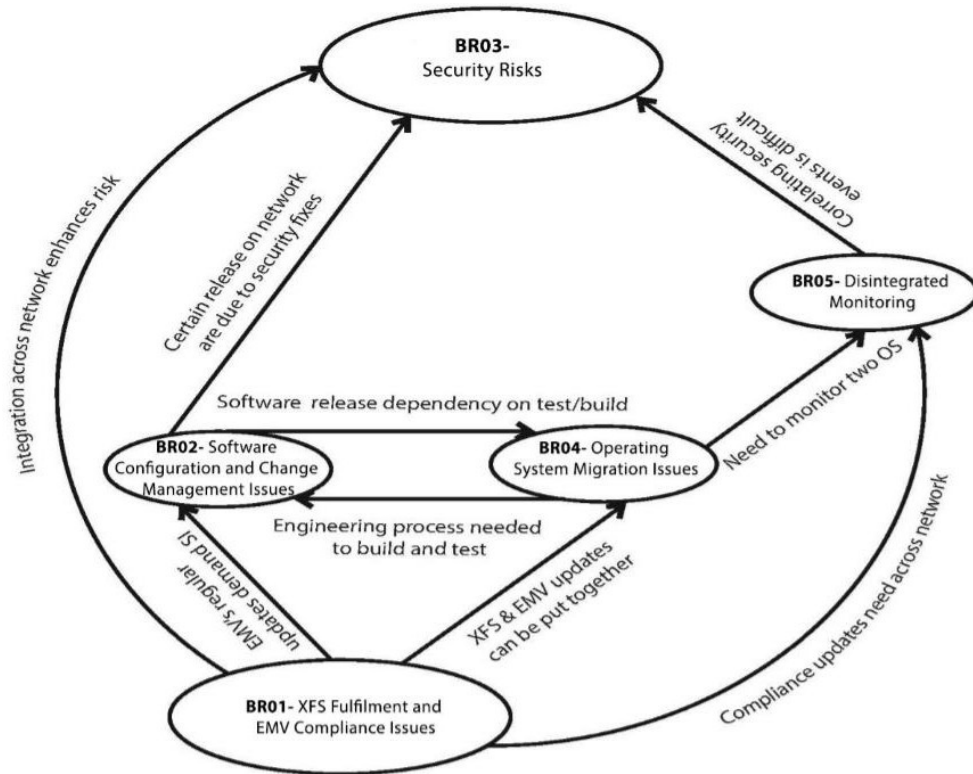 BR03-
Security Risks
Correlating security
events is difficult
Integration across network enhances risk
Certain release on network
are due to security fixes
BR05- Disintegrated
Monitoring
Software release dependency on test/build
Need to monitor two OS
BR02- Software
Configuration and Change
Management Issues
BR04- Operating
System Migration Issues
Engineering process needed
to build and test
EMV's regular
updates demand SI
XFS & EMV updates
can be put together
Compliance updates need across network
BR01- XFS Fulfilment and
EMV Compliance Issues